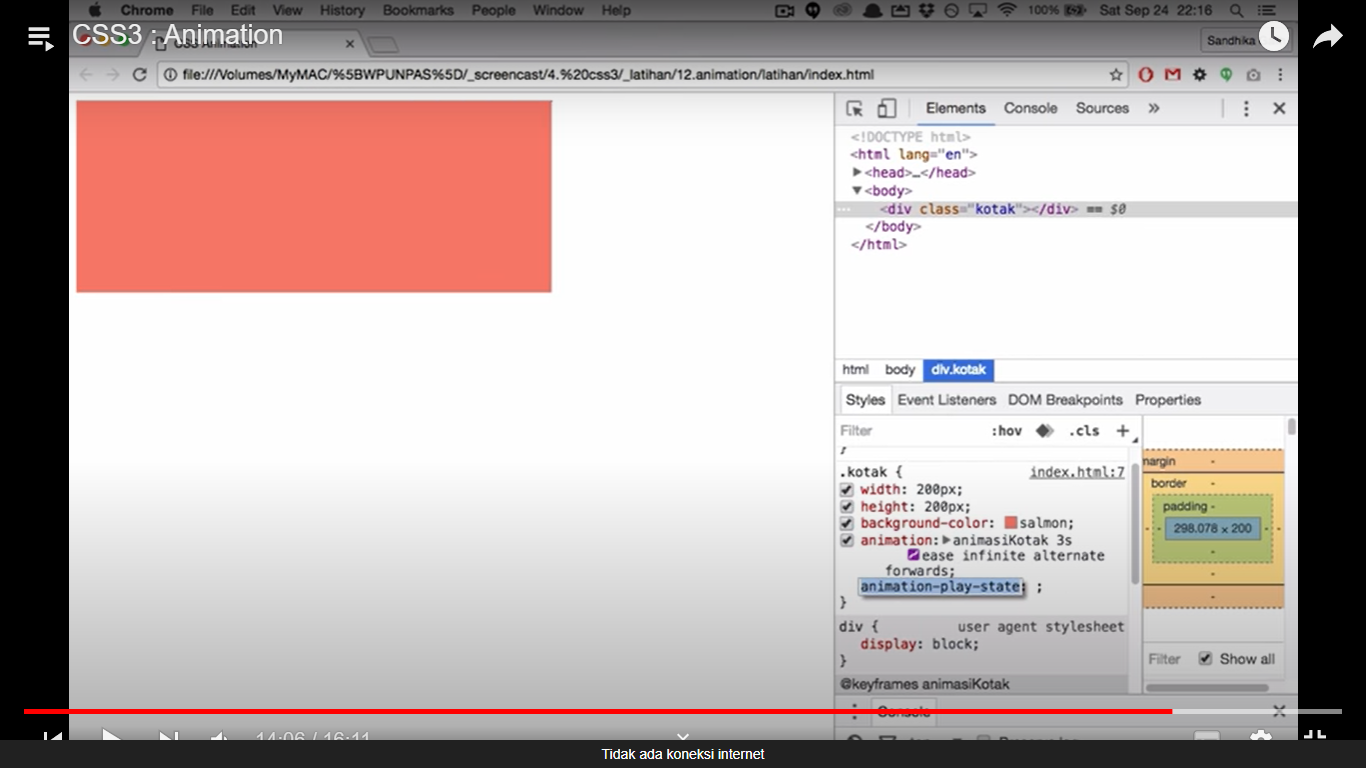 Chrome File Edit View History Bookmarks People Window Help 100% Sat Sep 24 22:16
CSS3 : Animation
Sandhika
file:///Volumes/MyMAC/%5BWPUNPAS%5D/_screencast/4.%20css3/_latihan/12.animation/latihan/index.html
Elements Console Sources »
<!DOCTYPE html>
<html lang="en">
<head>…</head>
<body>
<div class="kotak"></div> == $0
</body>
</html>
html body div.kotak
Styles Event Listeners DOM Breakpoints Properties
Filter :hov .cls +
}
.kotak { index.html:7
width: 200px;
height: 200px;
background-color: salmon;
animation: animasiKotak 3s
ease infinite alternate
forwards;
animation-play-state: ;
}
div { user agent stylesheet
display: block;
}
@keyframes animasiKotak
margin -
border -
padding -
298.078 × 200
Filter Show all
Console
14:06 / 16:11
Tidak ada koneksi internet